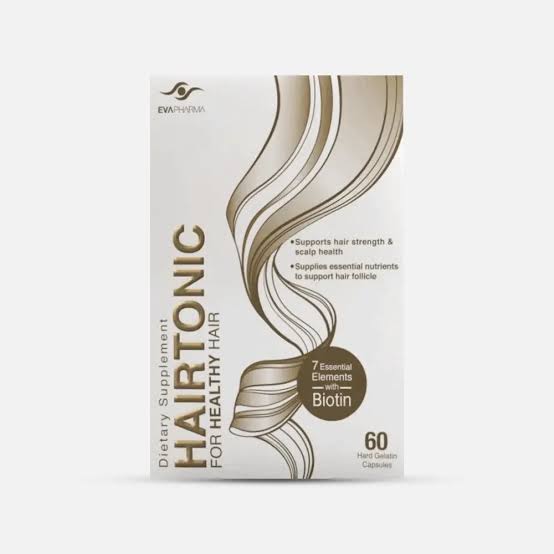 EVAPHARMA
Dietary Supplement
HAIRTONIC
FOR HEALTHY HAIR
•Supports hair strength &
scalp health
•Supplies essential nutrients
to support hair follicle
7 Essential
Elements
with
Biotin
60
Hard Gelatin
Capsules